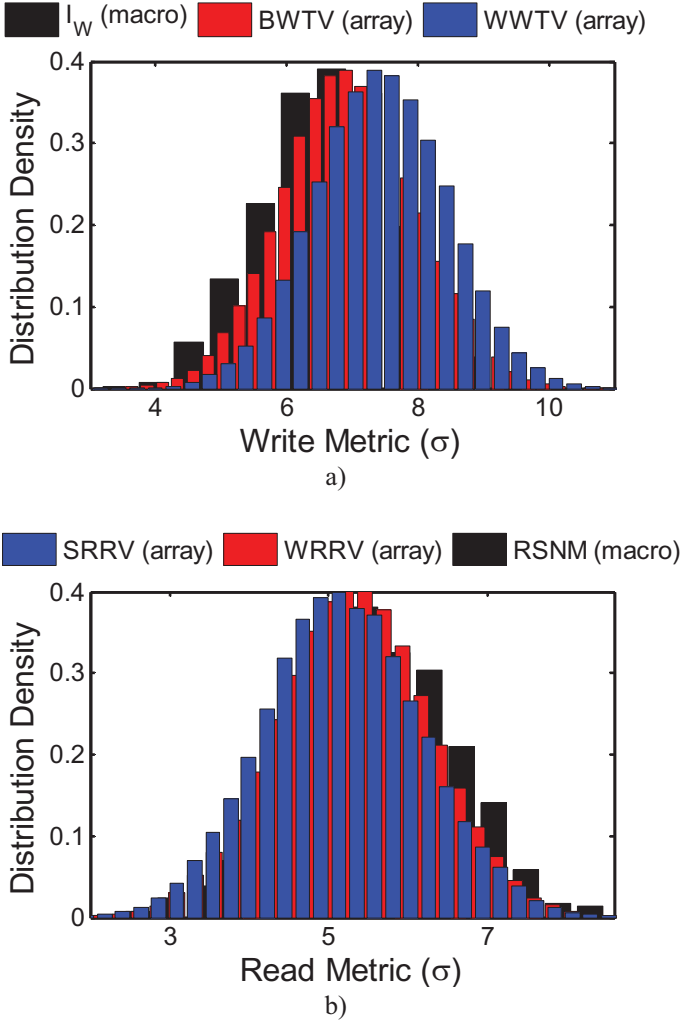 I_W (macro) BWTV (array) WWTV (array)
0.4
0.3
0.2
0.1
0
Distribution Density
4 6 8 10
Write Metric (σ)
a)
SRRV (array) WRRV (array) RSNM (macro)
0.4
0.3
0.2
0.1
0
Distribution Density
3 5 7
Read Metric (σ)
b)